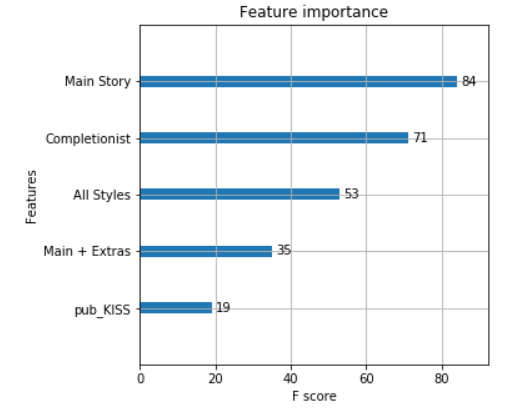 Feature importance
Main Story
84
Completionist
71
All Styles
53
Main + Extras
35
pub_KISS
19
Features
0 20 40 60 80
F score